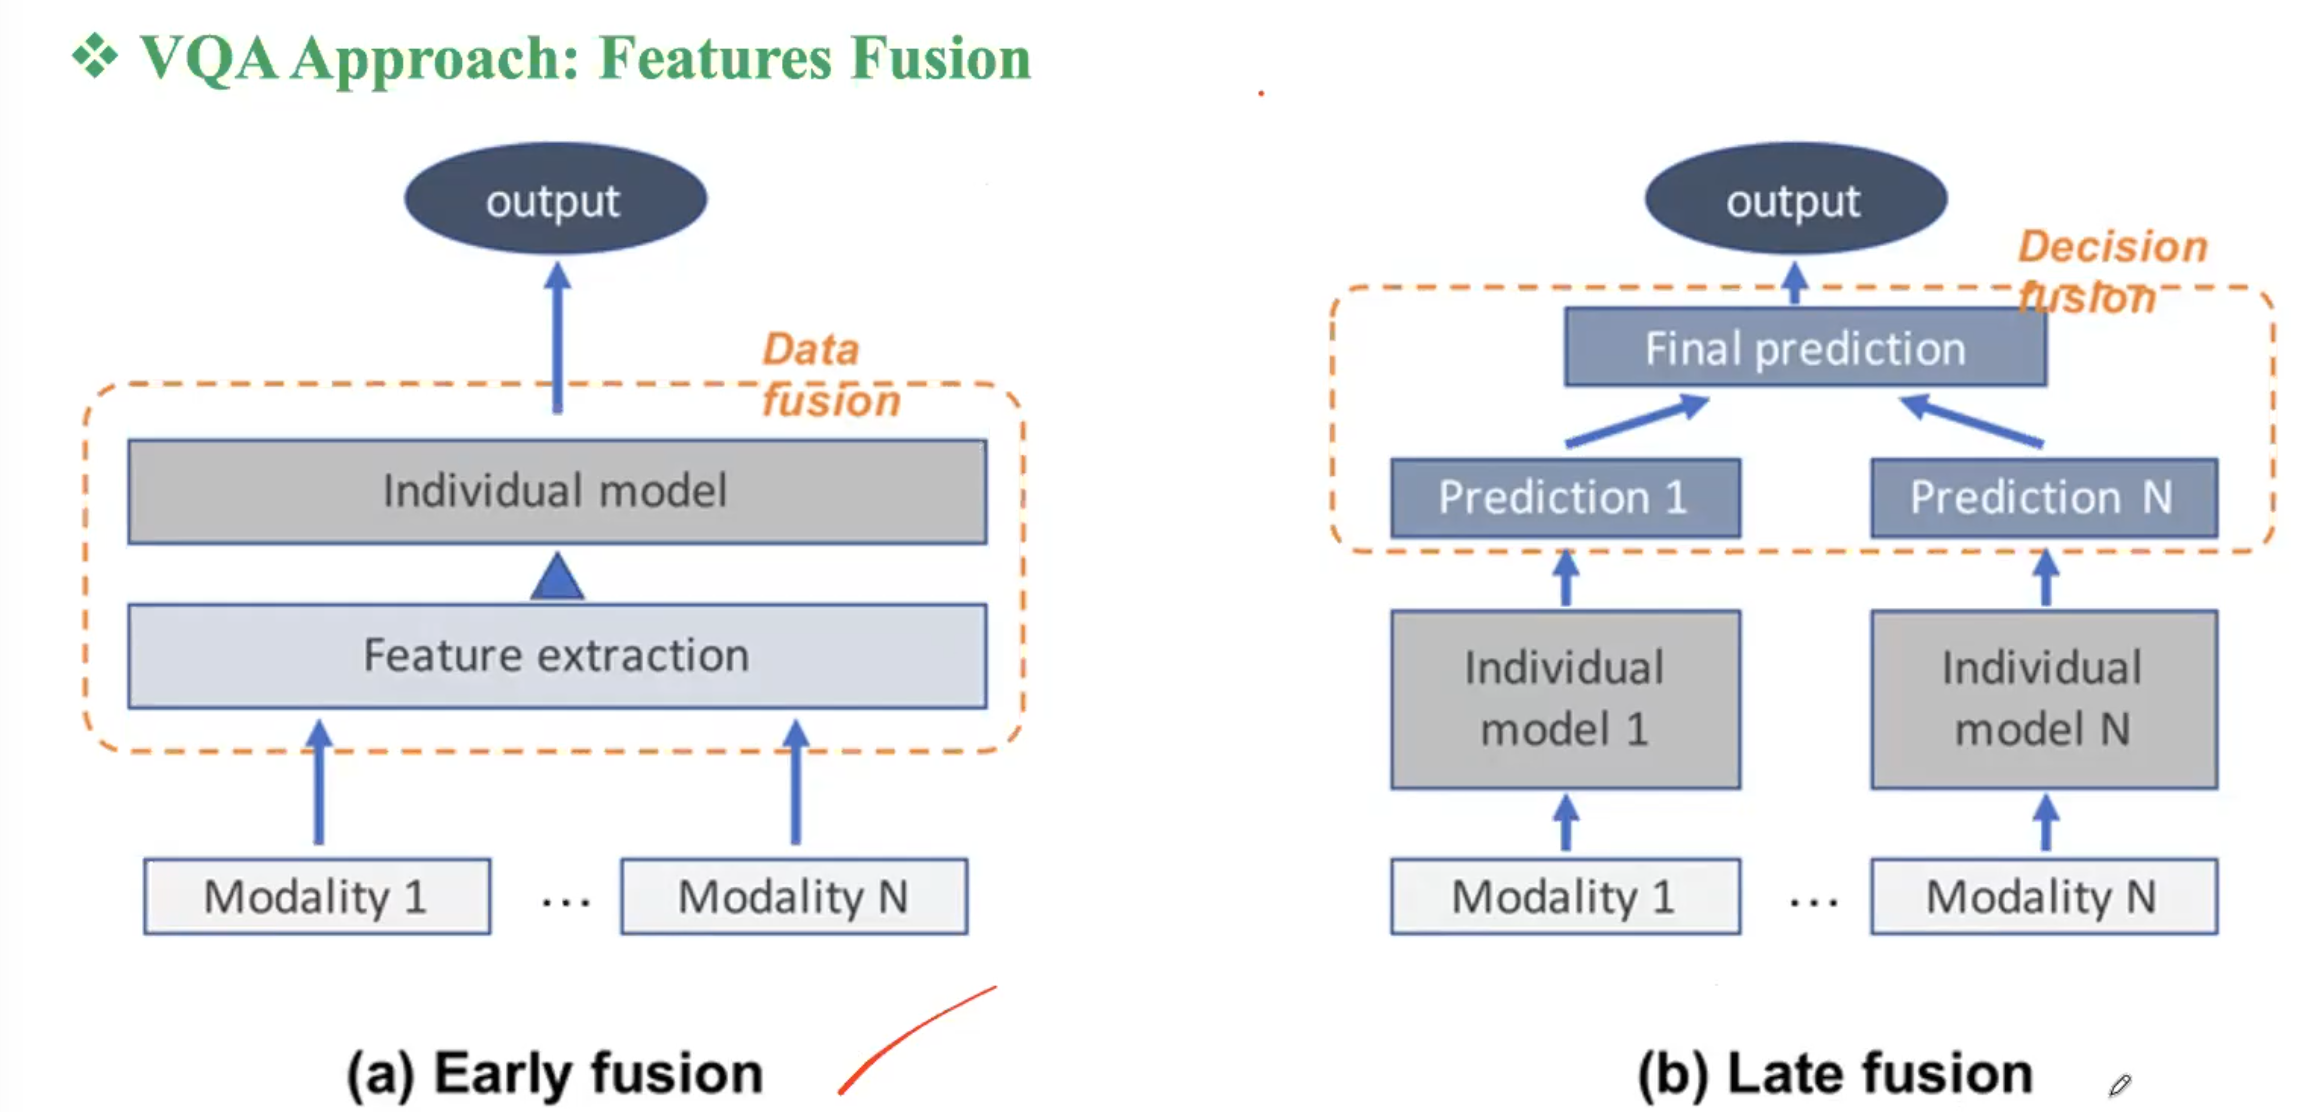 ❖ VQA Approach: Features Fusion
output
Data
fusion
Individual model
Feature extraction
Modality 1
...
Modality N
(a) Early fusion
output
Decision
fusion
Final prediction
Prediction 1
Prediction N
Individual
model 1
Individual
model N
Modality 1
...
Modality N
(b) Late fusion